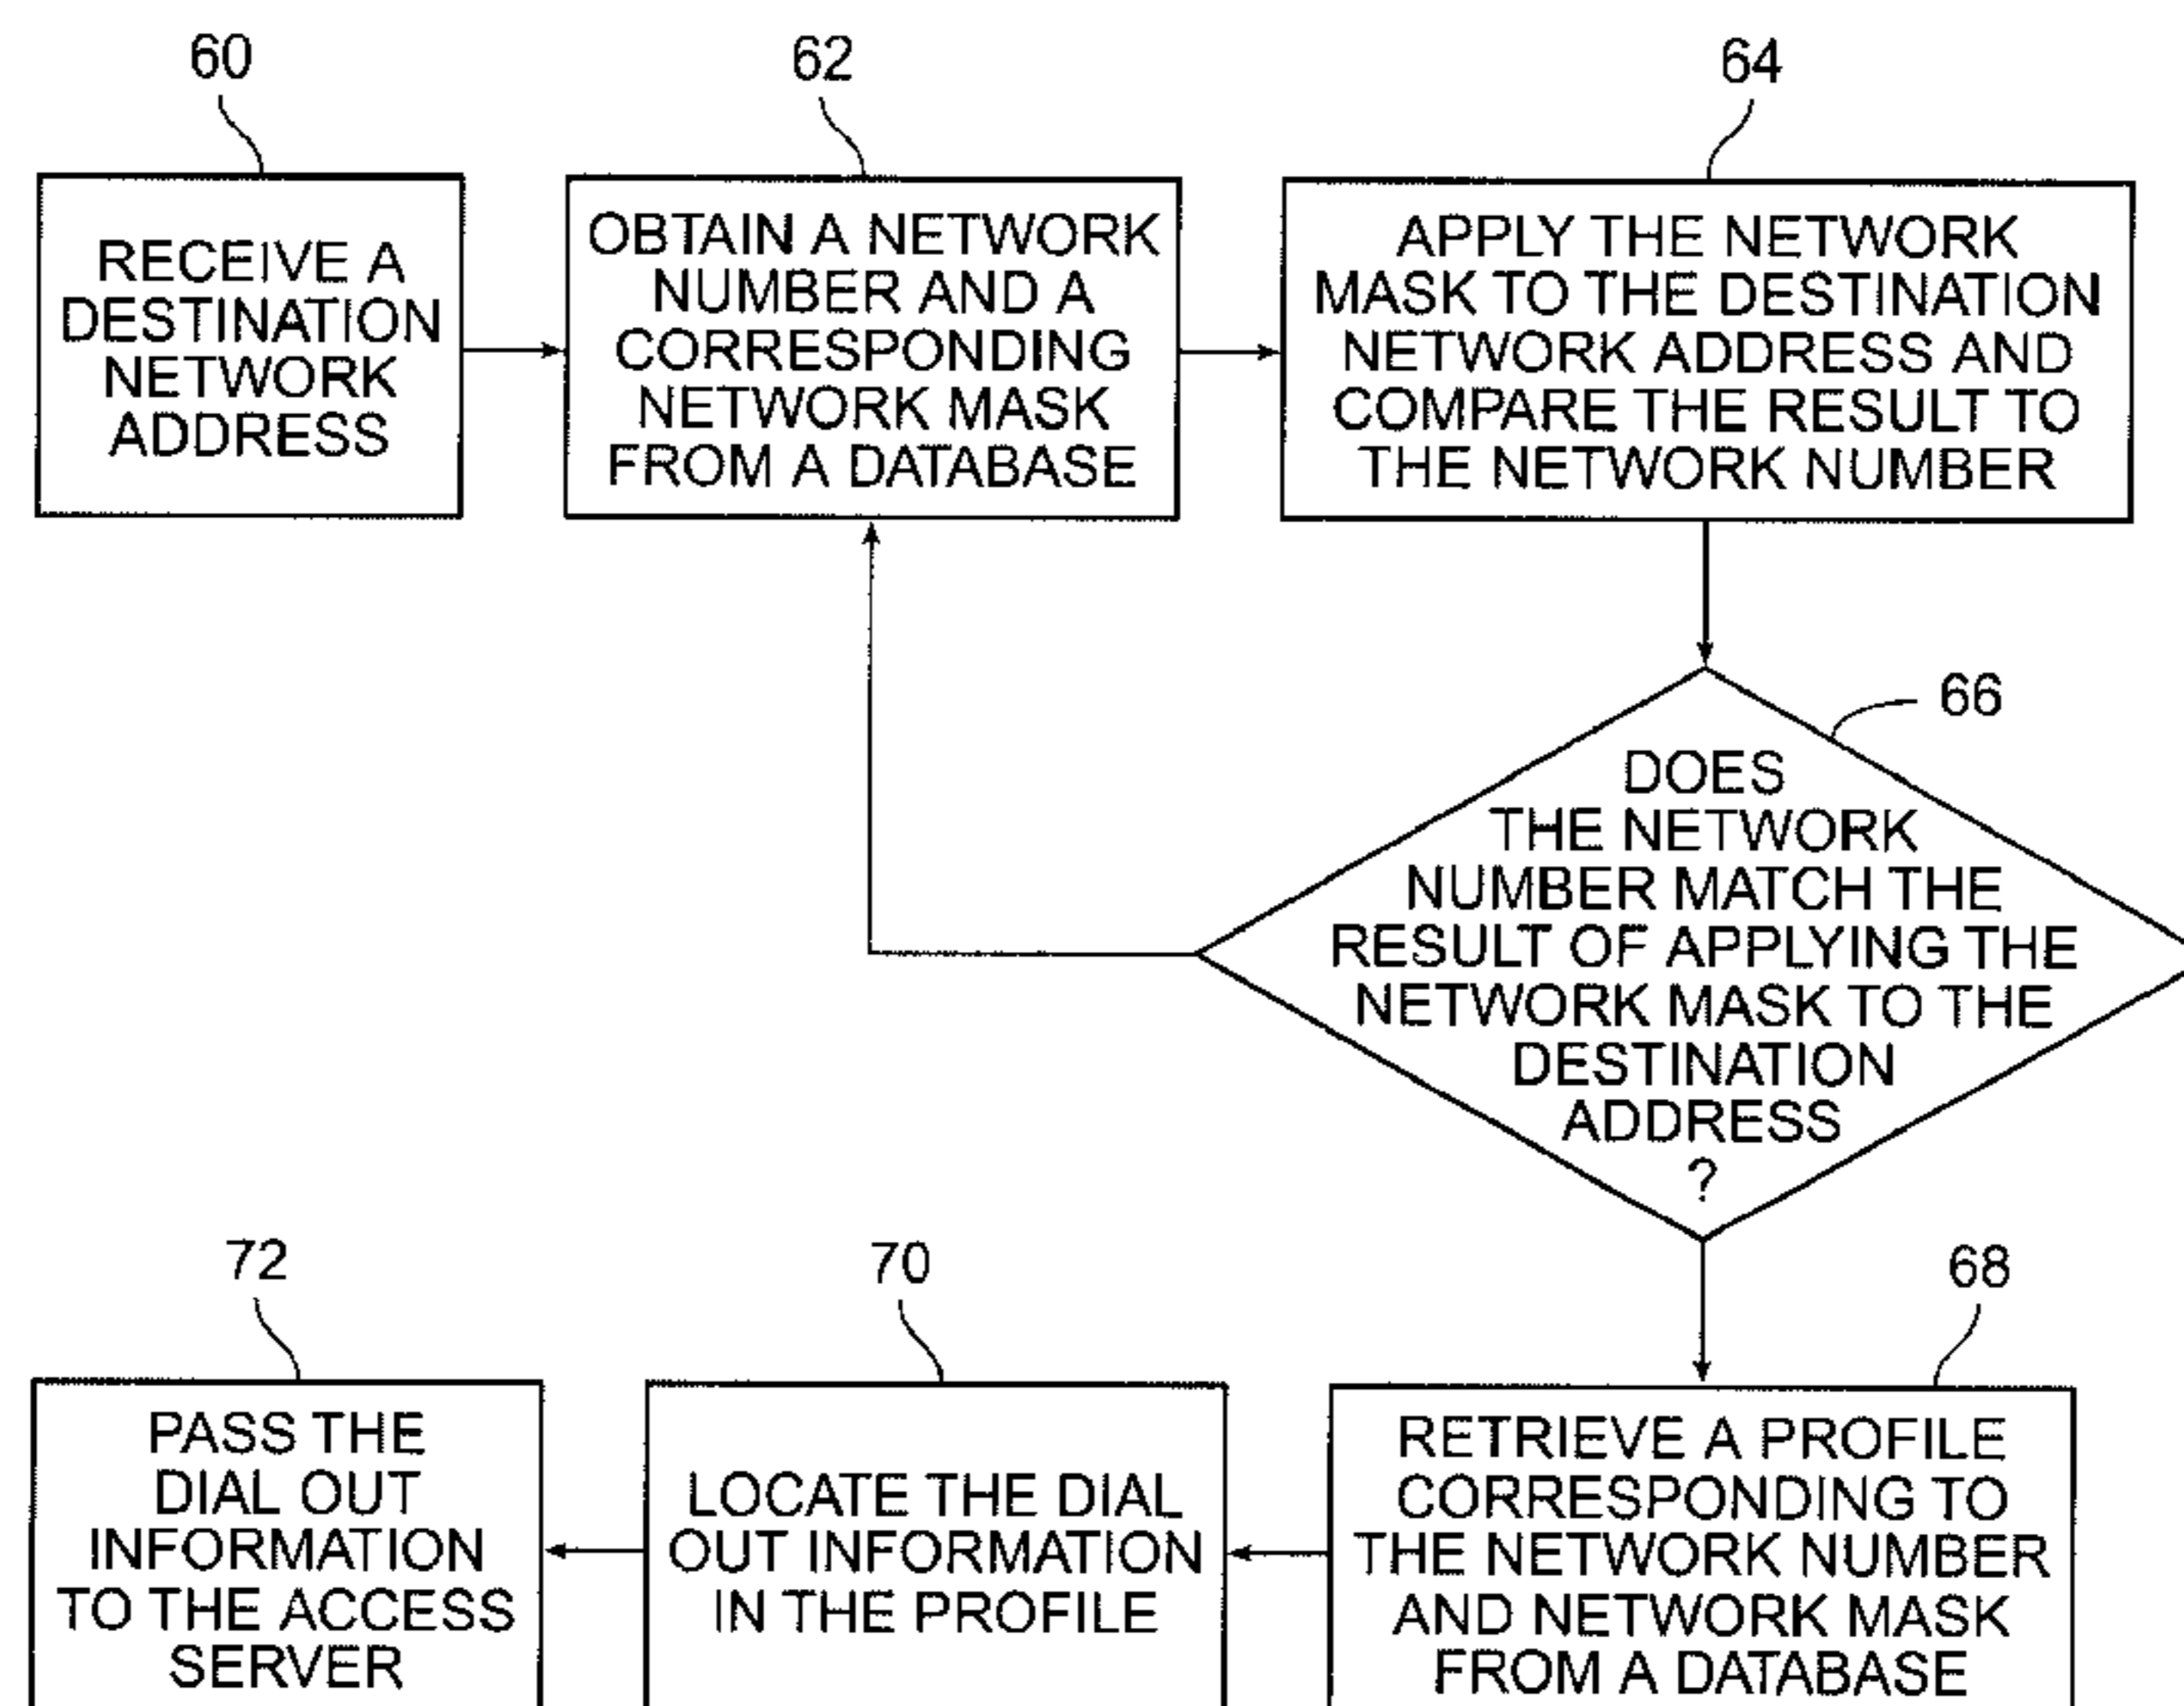 60
62
64
RECEIVE A
DESTINATION
NETWORK
ADDRESS
OBTAIN A NETWORK
NUMBER AND A
CORRESPONDING
NETWORK MASK
FROM A DATABASE
APPLY THE NETWORK
MASK TO THE DESTINATION
NETWORK ADDRESS AND
COMPARE THE RESULT TO
THE NETWORK NUMBER
66
DOES
THE NETWORK
NUMBER MATCH THE
RESULT OF APPLYING THE
NETWORK MASK TO THE
DESTINATION
ADDRESS
?
68
RETRIEVE A PROFILE
CORRESPONDING TO
THE NETWORK NUMBER
AND NETWORK MASK
FROM A DATABASE
70
LOCATE THE DIAL
OUT INFORMATION
IN THE PROFILE
72
PASS THE
DIAL OUT
INFORMATION
TO THE ACCESS
SERVER